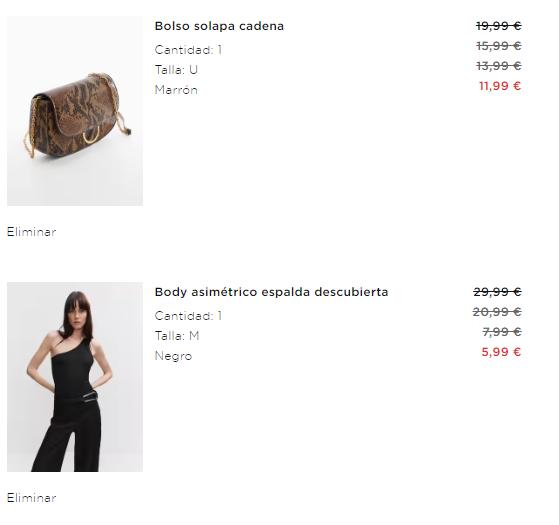 Bolso solapa cadena
19,99 €
Cantidad: 1
15,99 €
Talla: U
13,99 €
Marrón
11,99 €
Eliminar
Body asimétrico espalda descubierta
29,99 €
Cantidad: 1
20,99 €
Talla: M
7,99 €
Negro
5,99 €
Eliminar